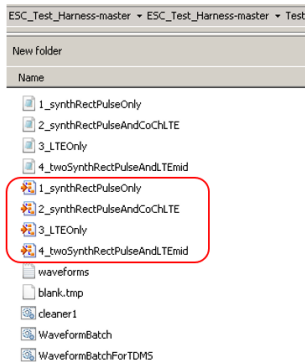 ESC_Test_Harness-master ▾ ESC_Test_Harness-master ▾ Test
New folder
Name
1_synthRectPulseOnly
2_synthRectPulseAndCoChLTE
3_LTEOnly
4_twoSynthRectPulseAndLTEmid
1_synthRectPulseOnly
2_synthRectPulseAndCoChLTE
3_LTEOnly
4_twoSynthRectPulseAndLTEmid
waveforms
blank.tmp
cleaner1
WaveformBatch
WaveformBatchForTDMS